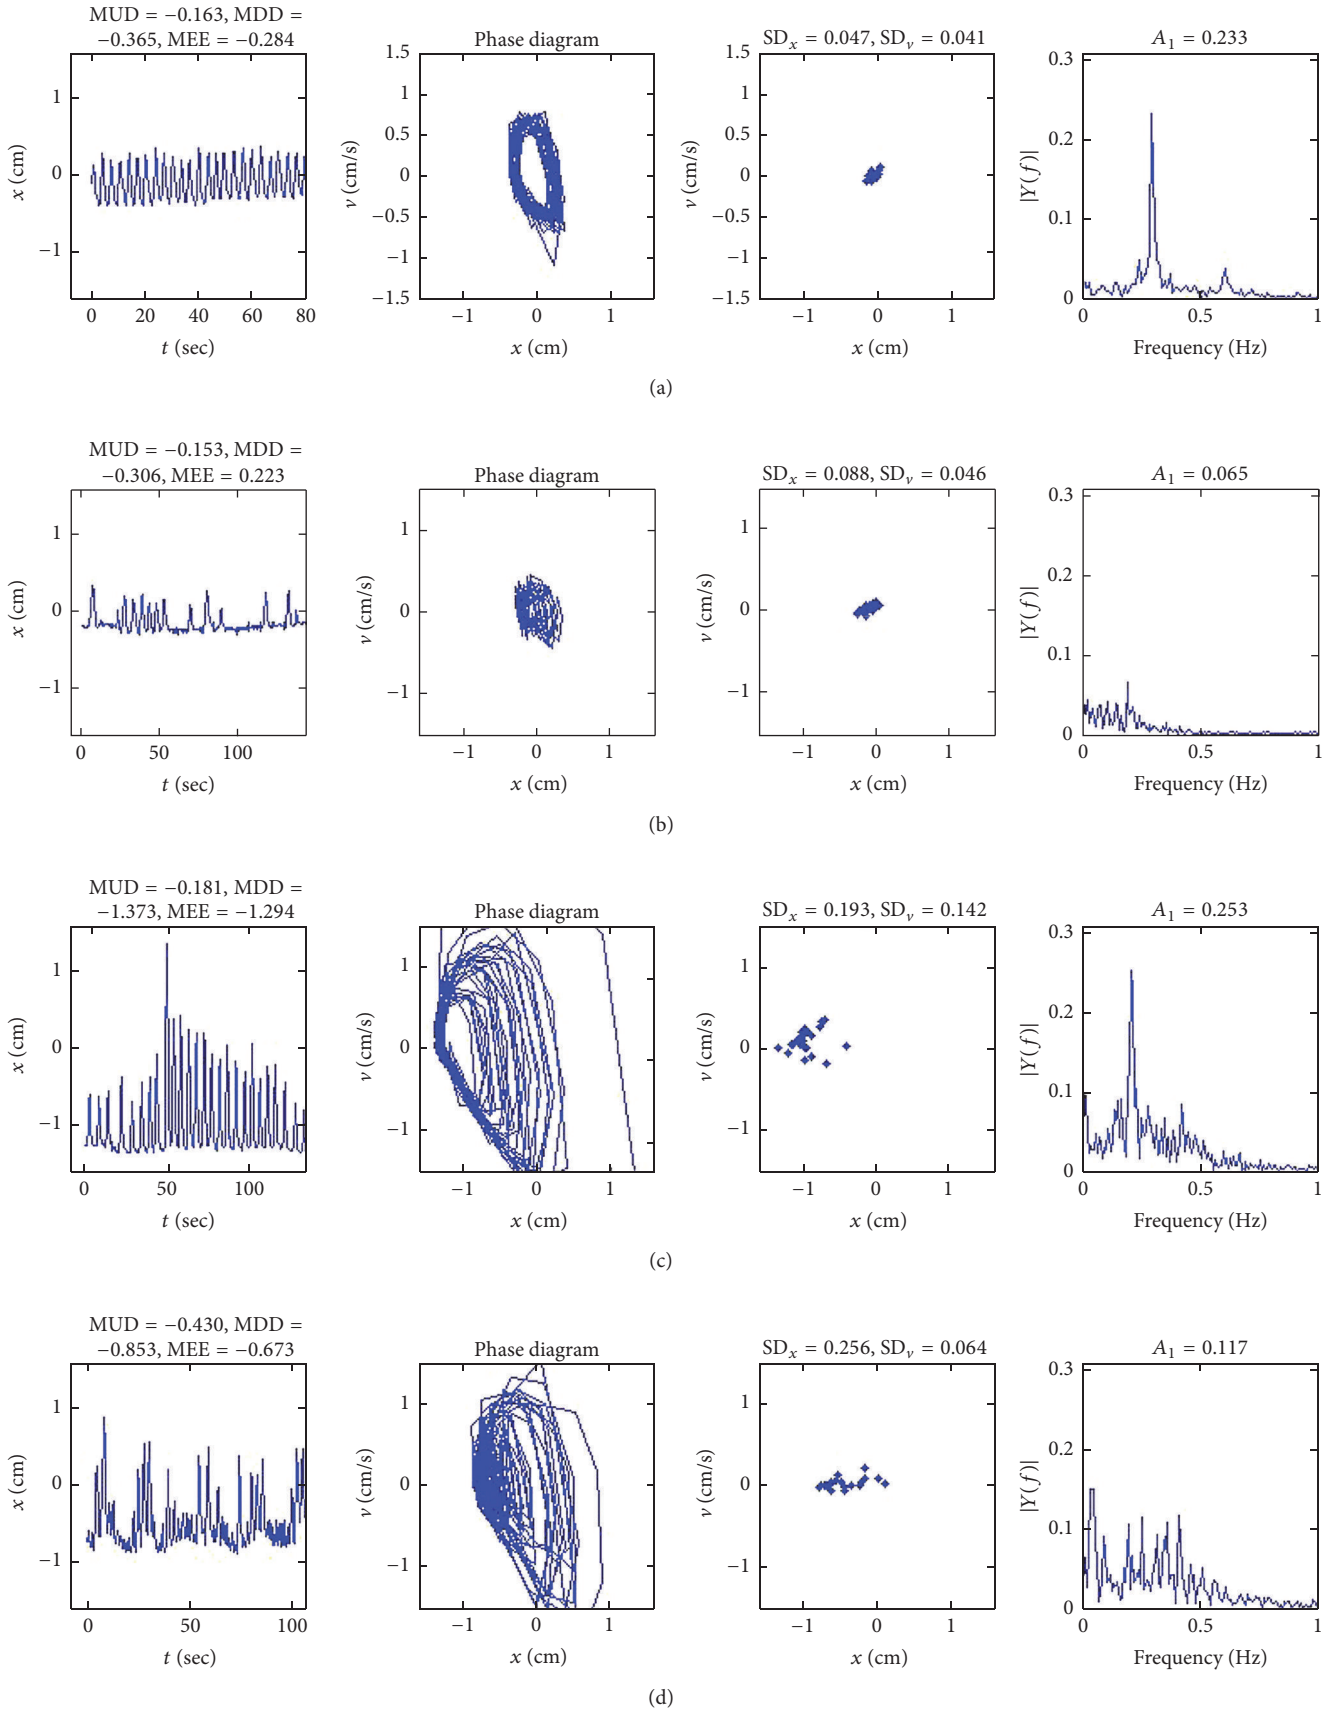 MUD = −0.163, MDD =
−0.365, MEE = −0.284
Phase diagram
SDx = 0.047, SDv = 0.041
A1 = 0.233
1
0
−1
x (cm)
0 20 40 60 80
t (sec)
1.5
1
0.5
0
−0.5
−1
−1.5
v (cm/s)
−1 0 1
x (cm)
1.5
1
0.5
0
−0.5
−1
−1.5
v (cm/s)
−1 0 1
x (cm)
0.3
0.2
0.1
0
|Y(f)|
0 0.5 1
Frequency (Hz)
(a)
MUD = −0.153, MDD =
−0.306, MEE = 0.223
Phase diagram
SDx = 0.088, SDv = 0.046
A1 = 0.065
1
0
−1
x (cm)
0 50 100
t (sec)
1
0
−1
v (cm/s)
−1 0 1
x (cm)
1
0
−1
v (cm/s)
−1 0 1
x (cm)
0.3
0.2
0.1
0
|Y(f)|
0 0.5 1
Frequency (Hz)
(b)
MUD = −0.181, MDD =
−1.373, MEE = −1.294
Phase diagram
SDx = 0.193, SDv = 0.142
A1 = 0.253
1
0
−1
x (cm)
0 50 100
t (sec)
1
0
−1
v (cm/s)
−1 0 1
x (cm)
1
0
−1
v (cm/s)
−1 0 1
x (cm)
0.3
0.2
0.1
0
|Y(f)|
0 0.5 1
Frequency (Hz)
(c)
MUD = −0.430, MDD =
−0.853, MEE = −0.673
Phase diagram
SDx = 0.256, SDv = 0.064
A1 = 0.117
1
0
−1
x (cm)
0 50 100
t (sec)
1
0
−1
v (cm/s)
−1 0 1
x (cm)
1
0
−1
v (cm/s)
−1 0 1
x (cm)
0.3
0.2
0.1
0
|Y(f)|
0 0.5 1
Frequency (Hz)
(d)